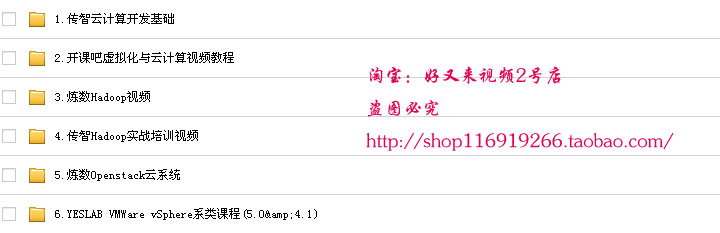 1.传智云计算开发基础
2.开课吧虚拟化与云计算视频教程
淘宝：好又来视频2号店
3.炼数Hadoop视频
盗图必究
4.传智Hadoop实战培训视频
http://shop116919266.taobao.com/
5.炼数Openstack云系统
6.YESLAB VMWare vSphere系类课程(5.0&amp;4.1)